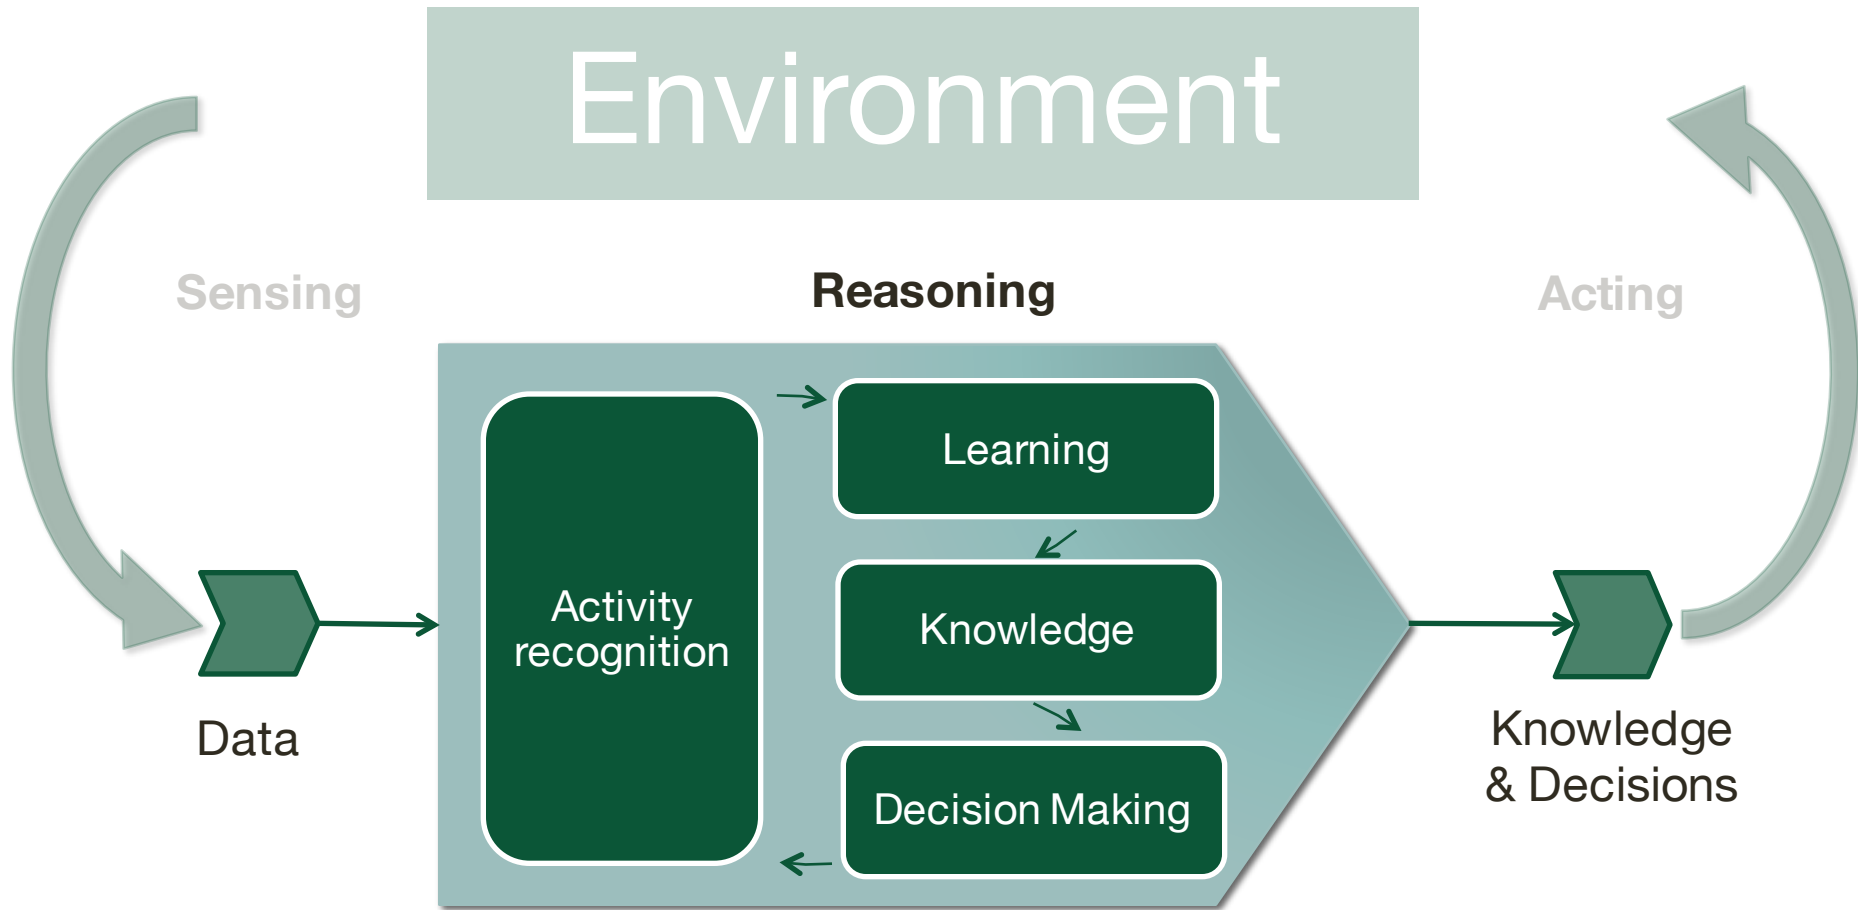 Environment
Sensing
Reasoning
Acting
Activity
recognition
Learning
Knowledge
Decision Making
Data
Knowledge
& Decisions